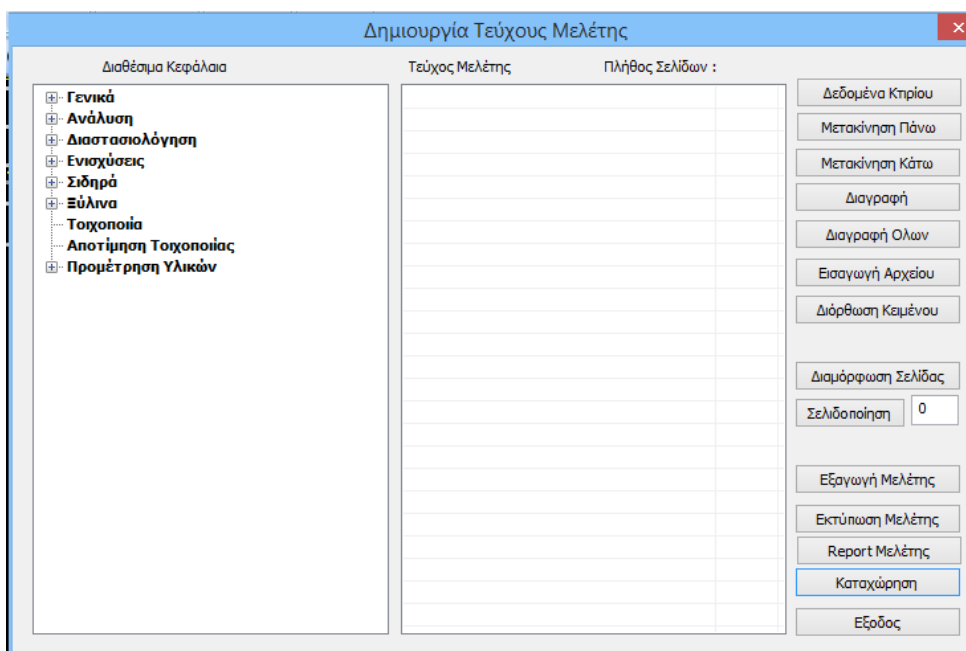 Δημιουργία Τεύχους Μελέτης
Διαθέσιμα Κεφάλαια
Τεύχος Μελέτης
Πλήθος Σελίδων :
Γενικά
Ανάλυση
Διαστασιολόγηση
Ενισχύσεις
Σιδηρά
Ξύλινα
Τοιχοποιία
Αποτίμηση Τοιχοποιίας
Προμέτρηση Υλικών
Δεδομένα Κτιρίου
Μετακίνηση Πάνω
Μετακίνηση Κάτω
Διαγραφή
Διαγραφή Ολων
Εισαγωγή Αρχείου
Διόρθωση Κειμένου
Διαμόρφωση Σελίδας
Σελιδοποίηση 0
Εξαγωγή Μελέτης
Εκτύπωση Μελέτης
Report Μελέτης
Καταχώρηση
Εξοδος